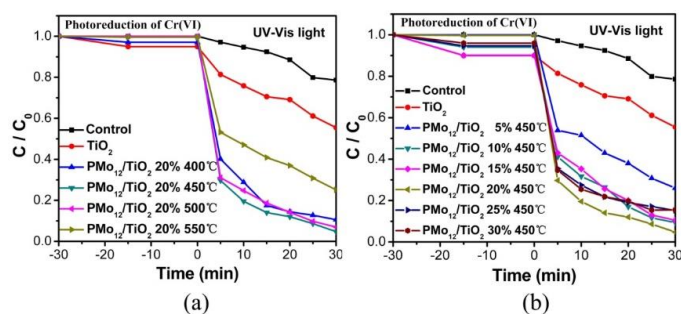 (a)
Photoreduction of Cr(VI)
UV-Vis light
C / C₀
1.0
0.8
0.6
0.4
0.2
0.0
Control
TiO₂
PMo₁₂/TiO₂ 20% 400℃
PMo₁₂/TiO₂ 20% 450℃
PMo₁₂/TiO₂ 20% 500℃
PMo₁₂/TiO₂ 20% 550℃
-30 -20 -10 0 10 20 30
Time (min)
(a)
(b)
Photoreduction of Cr(VI)
UV-Vis light
C / C₀
1.0
0.8
0.6
0.4
0.2
0.0
Control
TiO₂
PMo₁₂/TiO₂ 5% 450℃
PMo₁₂/TiO₂ 10% 450℃
PMo₁₂/TiO₂ 15% 450℃
PMo₁₂/TiO₂ 20% 450℃
PMo₁₂/TiO₂ 25% 450℃
PMo₁₂/TiO₂ 30% 450℃
-30 -20 -10 0 10 20 30
Time (min)
(b)